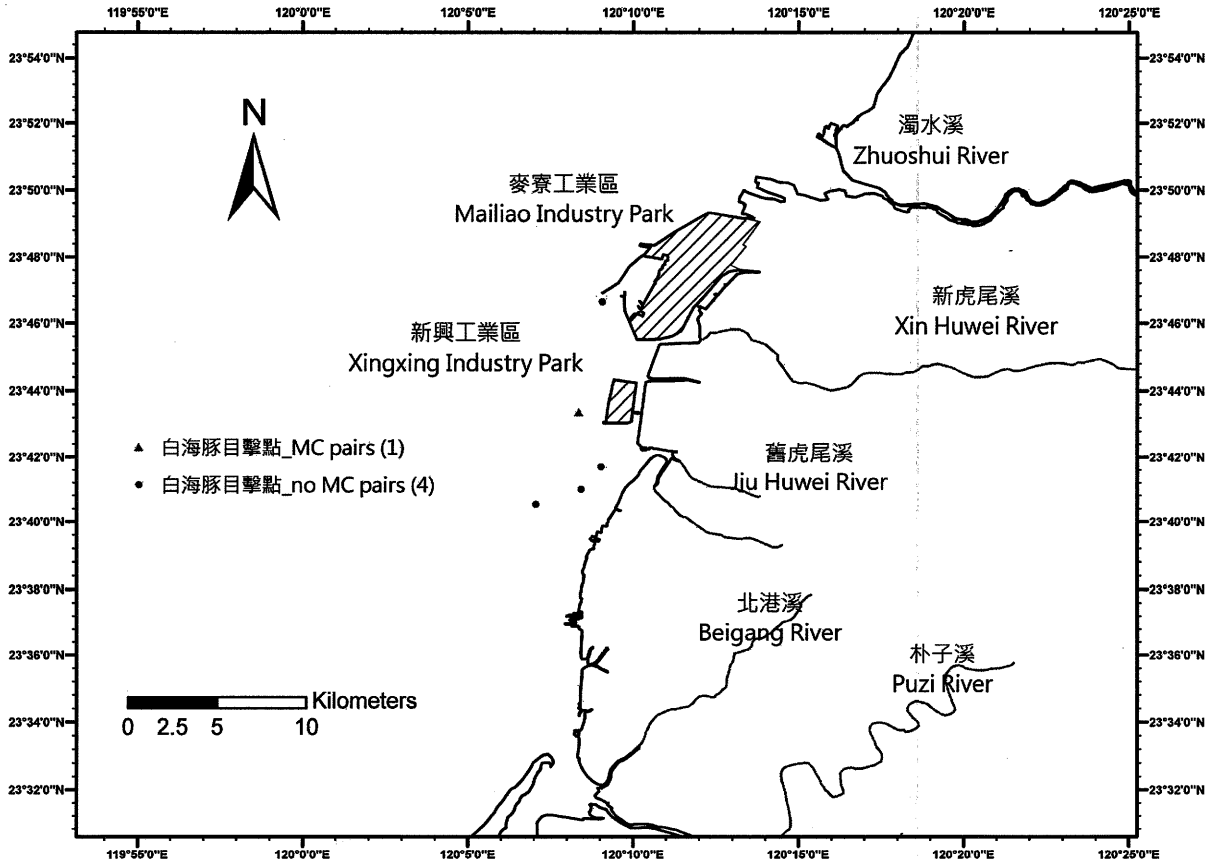 119°55'0"E 120°0'0"E 120°5'0"E 120°10'0"E 120°15'0"E 120°20'0"E 120°25'0"E
23°54'0"N 23°54'0"N
N
濁水溪
23°52'0"N 23°52'0"N
Zhuoshui River
麥寮工業區
23°50'0"N 23°50'0"N
Mailiao Industry Park
23°48'0"N 23°48'0"N
新虎尾溪
23°46'0"N Xin Huwei River 23°46'0"N
新興工業區
Xingxing Industry Park
23°44'0"N 23°44'0"N
白海豚目擊點_MC pairs (1)
23°42'0"N 舊虎尾溪 23°42'0"N
白海豚目擊點_no MC pairs (4)
Jiu Huwei River
23°40'0"N 23°40'0"N
23°38'0"N 23°38'0"N
北港溪
Beigang River
23°36'0"N 朴子溪 23°36'0"N
Puzi River
Kilometers
23°34'0"N 23°34'0"N
0 2.5 5 10
23°32'0"N 23°32'0"N
119°55'0"E 120°0'0"E 120°5'0"E 120°10'0"E 120°15'0"E 120°20'0"E 120°25'0"E